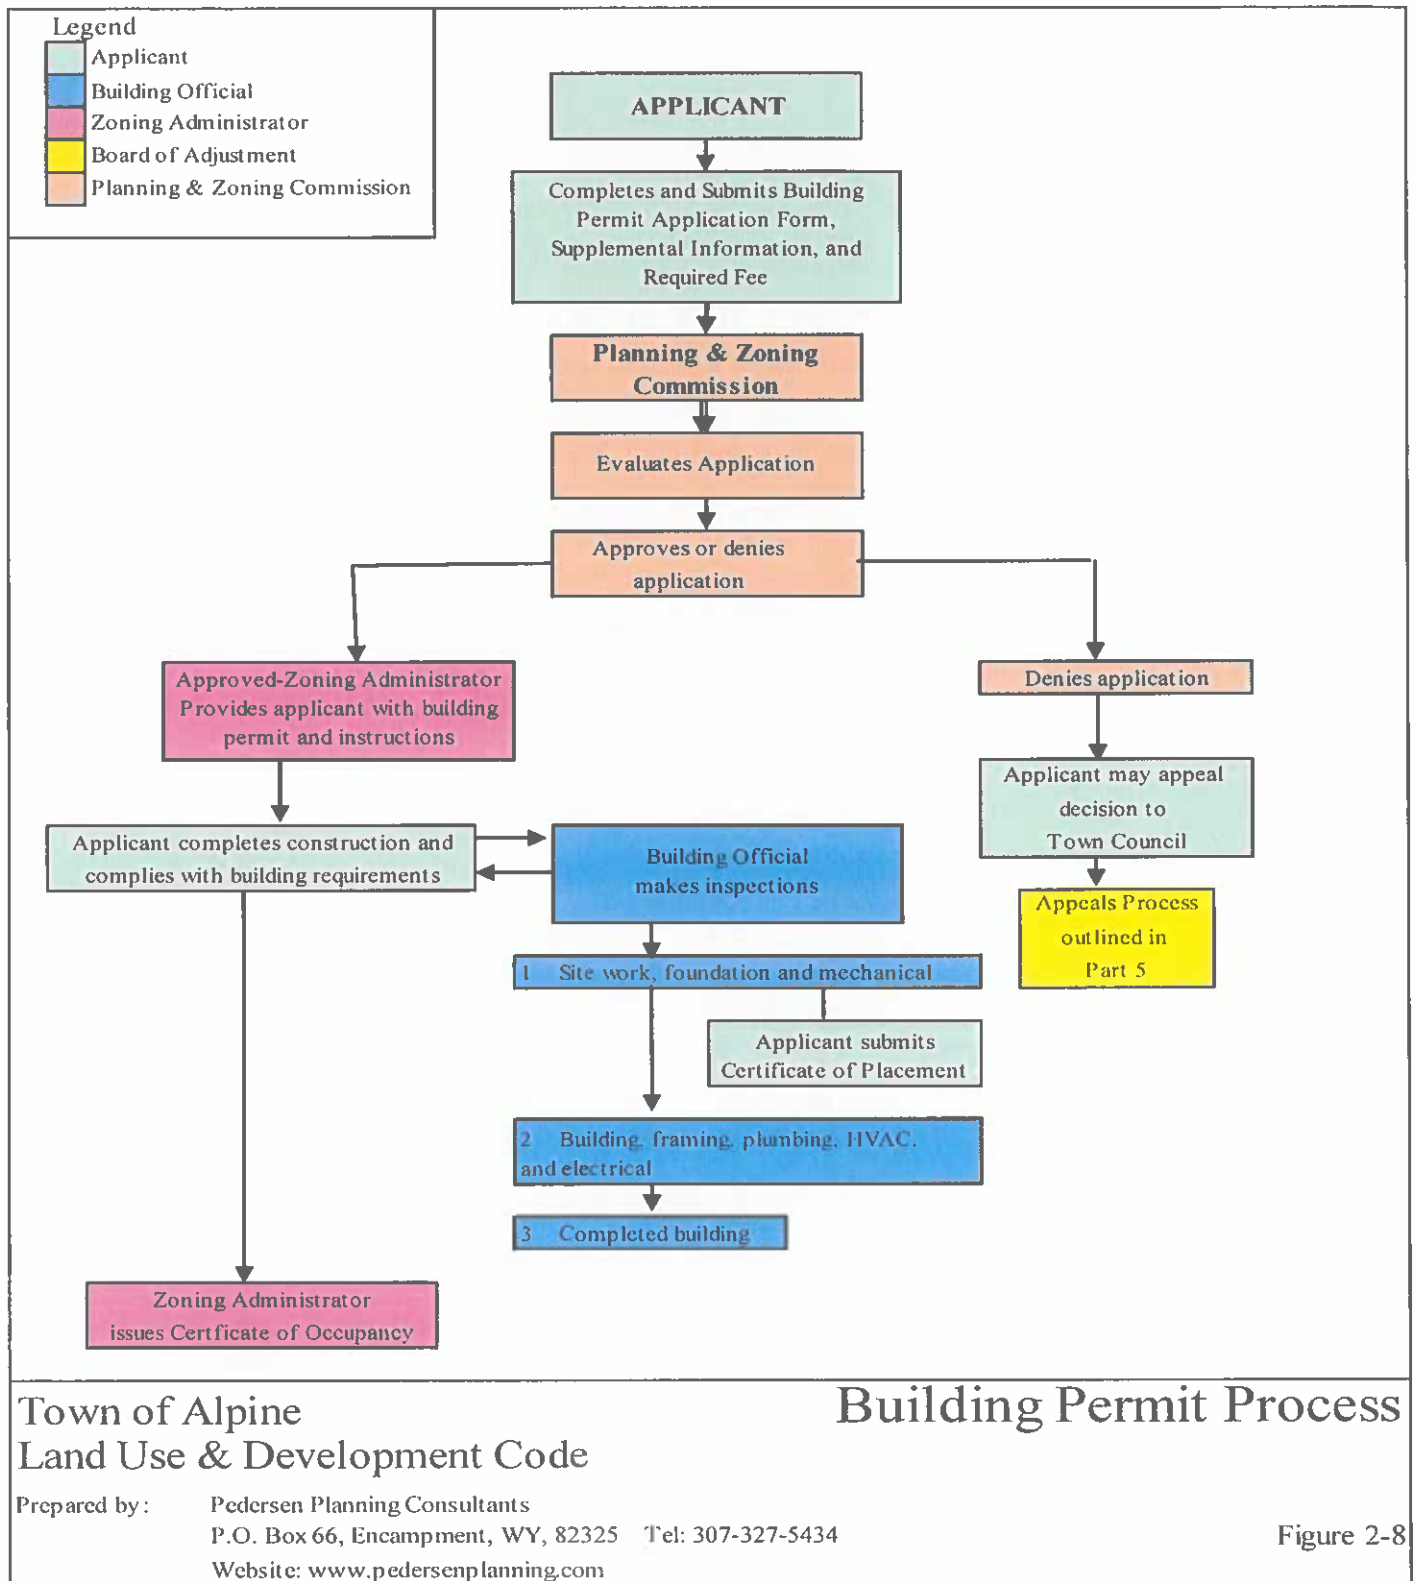 Legend
Applicant
Building Official
Zoning Administrator
Board of Adjustment
Planning & Zoning Commission
APPLICANT
Completes and Submits Building
Permit Application Form,
Supplemental Information, and
Required Fee
Planning & Zoning
Commission
Evaluates Application
Approves or denies
application
Approved-Zoning Administrator
Provides applicant with building
permit and instructions
Denies application
Applicant may appeal
decision to
Town Council
Applicant completes construction and
complies with building requirements
Building Official
makes inspections
Appeals Process
outlined in
Part 5
1 Site work, foundation and mechanical
Applicant submits
Certificate of Placement
2 Building, framing, plumbing, HVAC,
and electrical
3 Completed building
Zoning Administrator
issues Certficate of Occupancy
Town of Alpine
Land Use & Development Code
Building Permit Process
Prepared by: Pedersen Planning Consultants
P.O. Box 66, Encampment, WY, 82325 Tel: 307-327-5434
Website: www.pedersenplanning.com
Figure 2-8